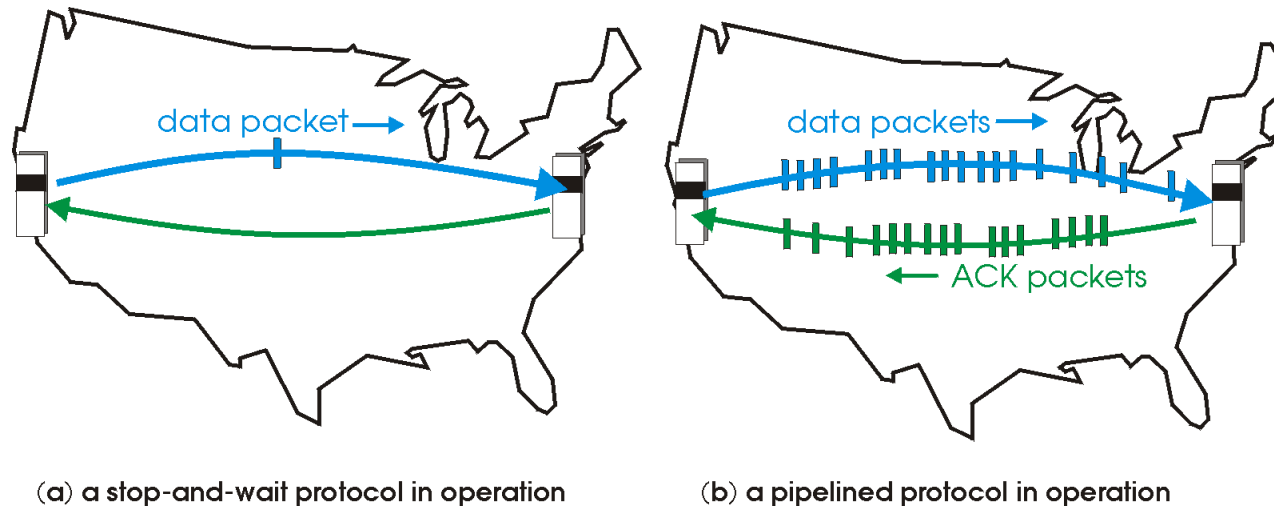 data packet
data packets
ACK packets
(a) a stop-and-wait protocol in operation
(b) a pipelined protocol in operation